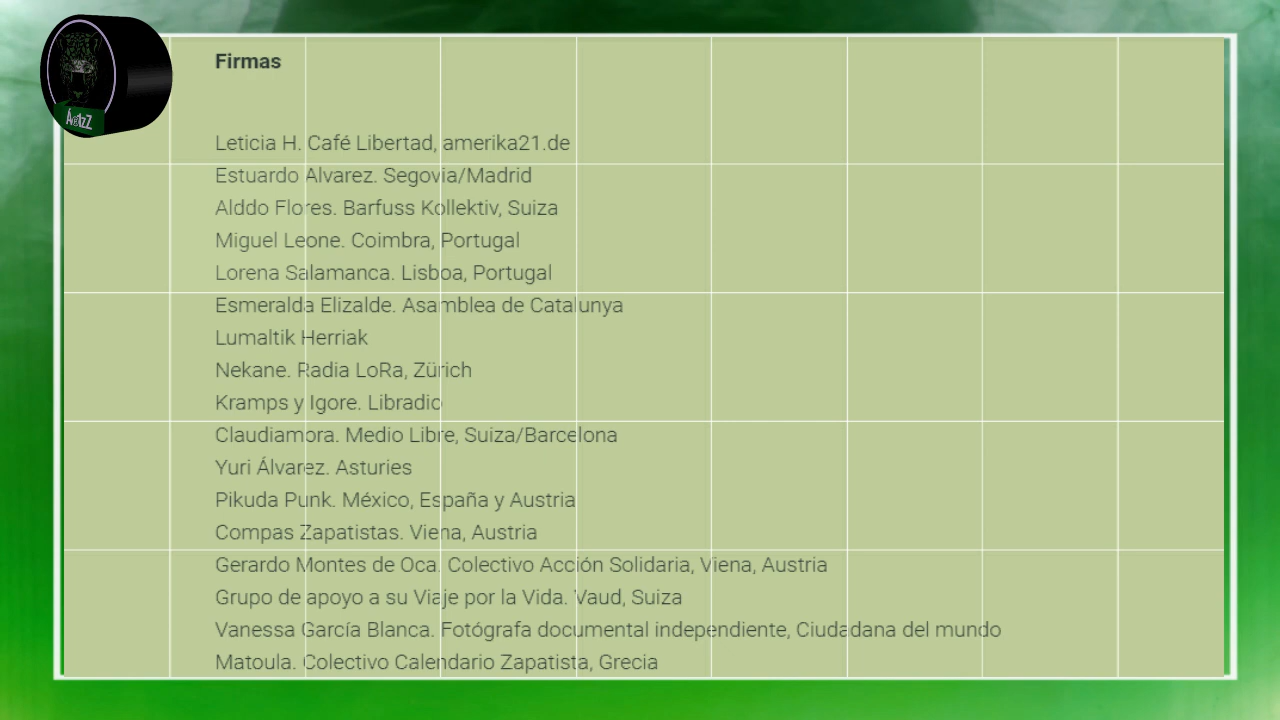 Firmas
Leticia H. Café Libertad, amerika21.de
Estuardo Alvarez. Segovia/Madrid
Alddo Flores. Barfuss Kollektiv, Suiza
Miguel Leone. Coimbra, Portugal
Lorena Salamanca. Lisboa, Portugal
Esmeralda Elizalde. Asamblea de Catalunya
Lumaltik Herriak
Nekane. Radia LoRa, Zürich
Kramps y Igore. Libradio
Claudiamora. Medio Libre, Suiza/Barcelona
Yuri Álvarez. Asturies
Pikuda Punk. México, España y Austria
Compas Zapatistas. Viena, Austria
Gerardo Montes de Oca. Colectivo Acción Solidaria, Viena, Austria
Grupo de apoyo a su Viaje por la Vida. Vaud, Suiza
Vanessa García Blanca. Fotógrafa documental independiente, Ciudadana del mundo
Matoula. Colectivo Calendario Zapatista, Grecia